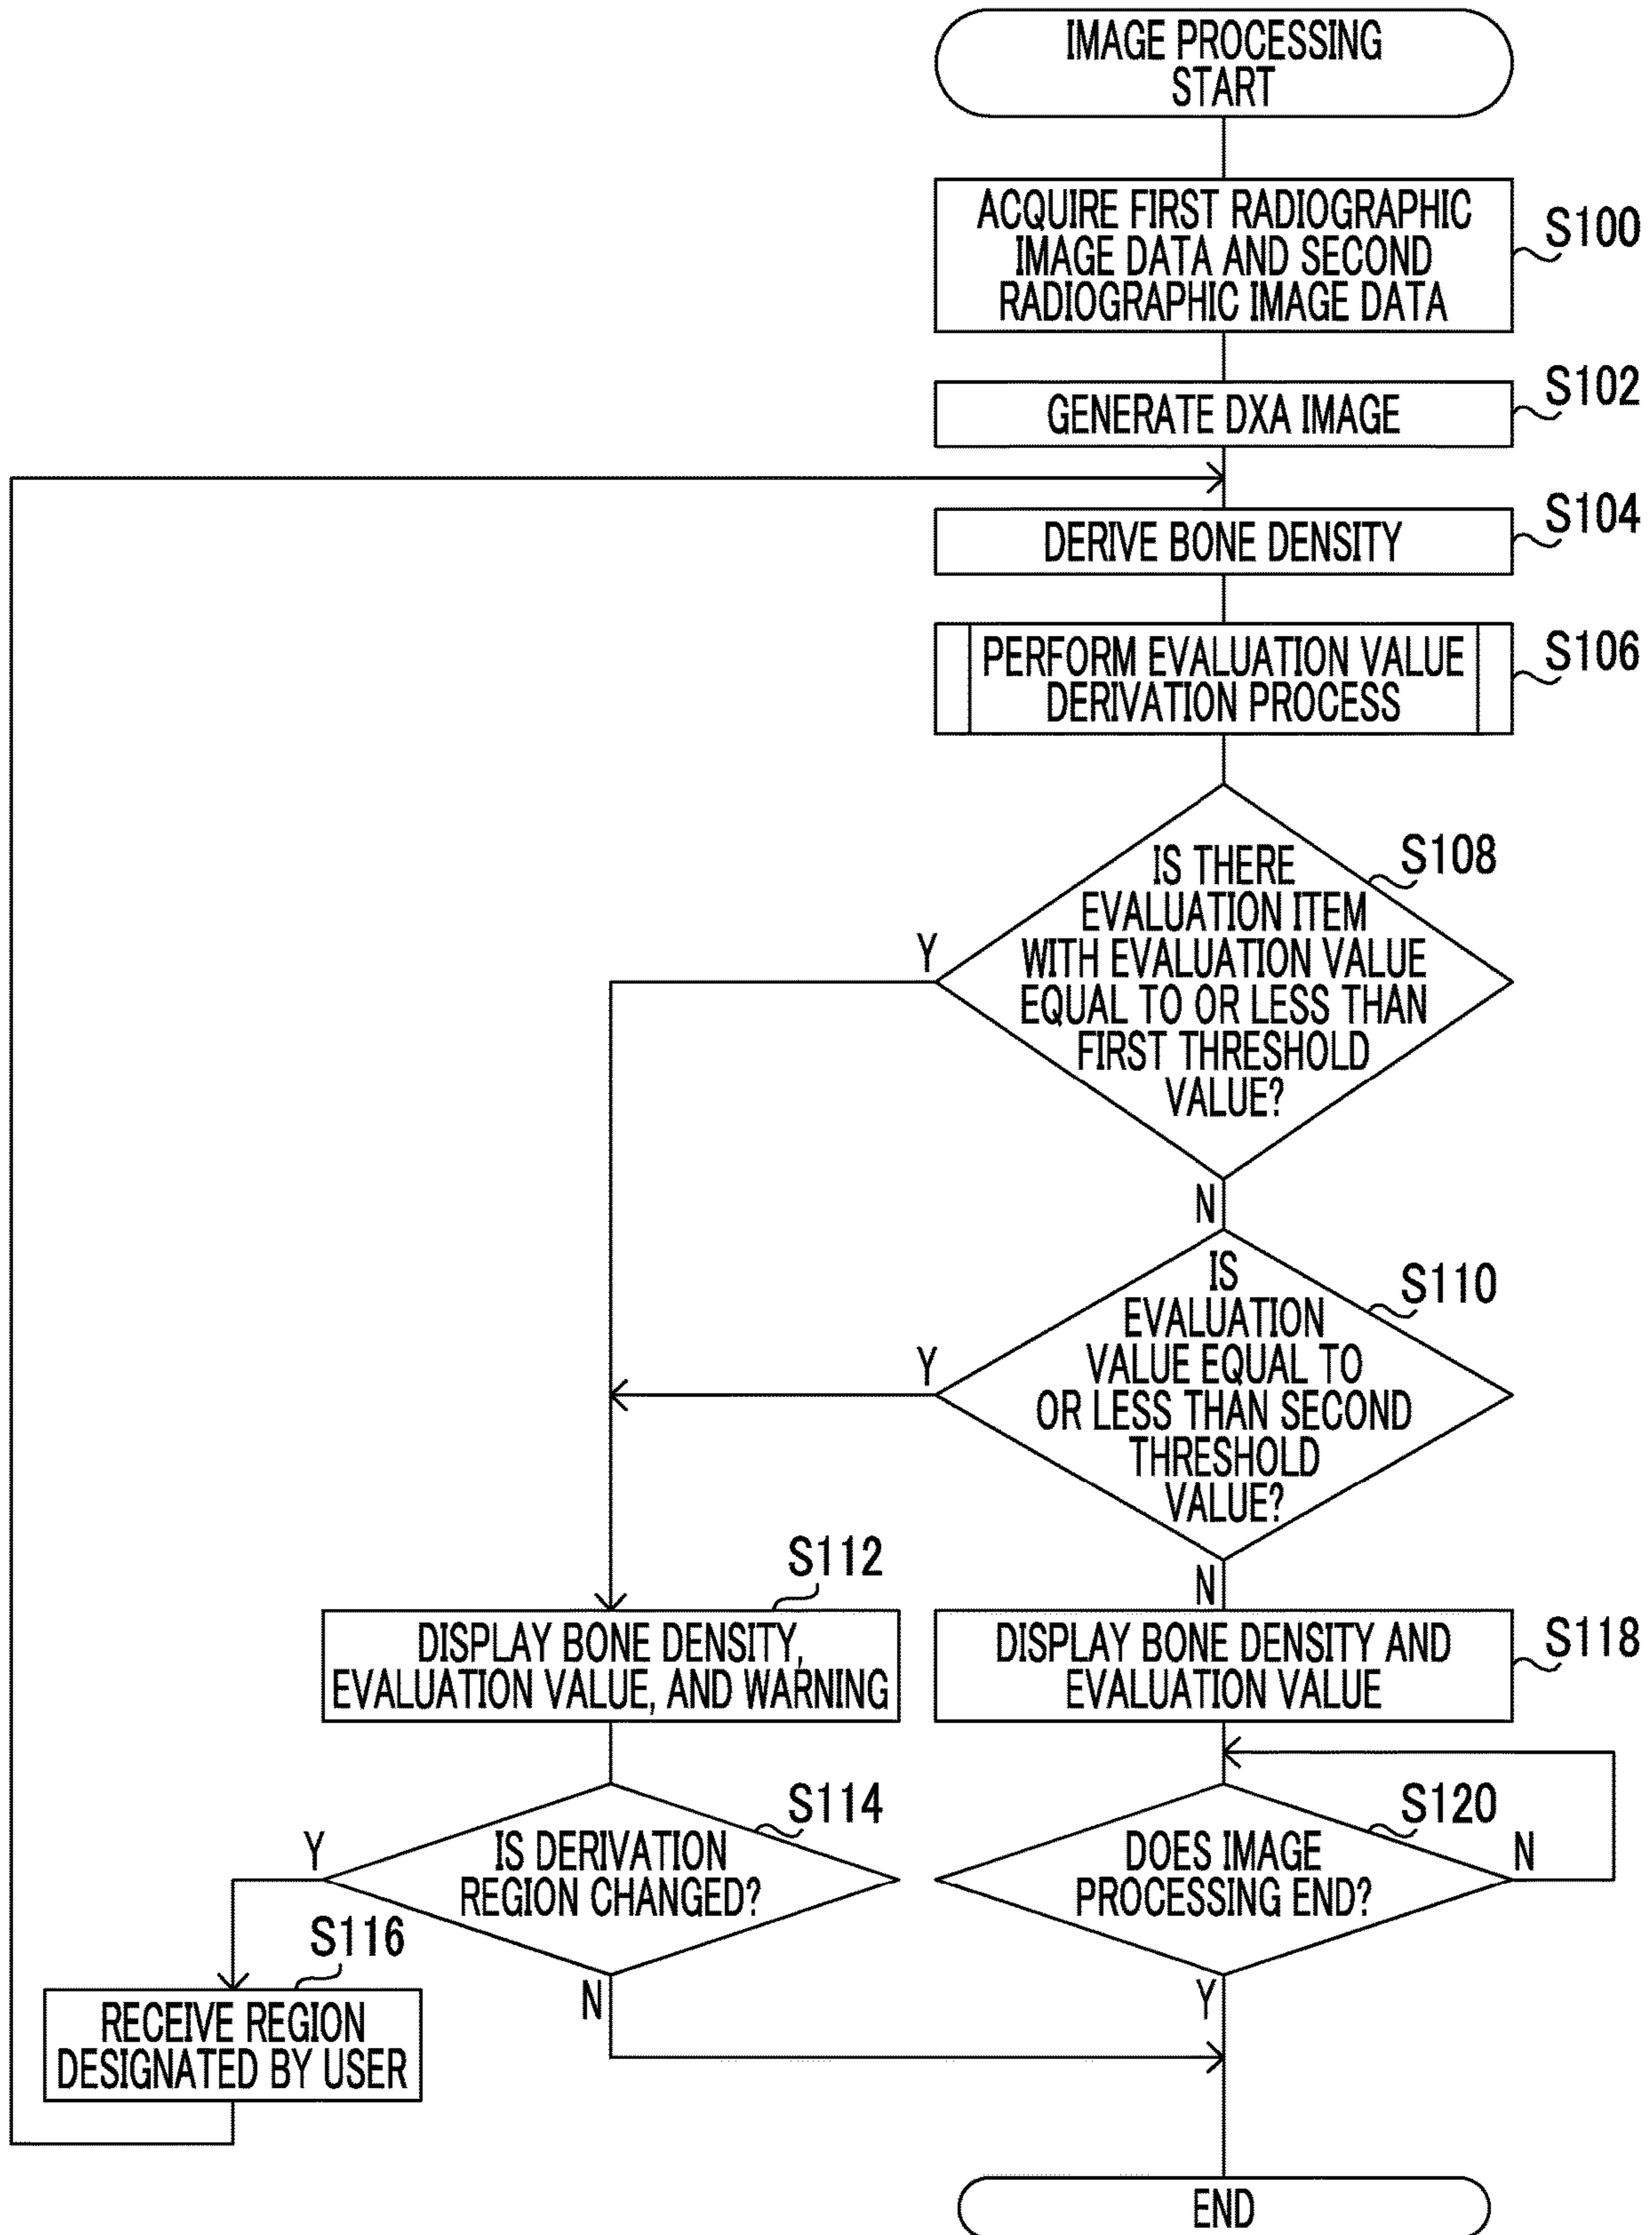 IMAGE PROCESSING
START
ACQUIRE FIRST RADIOGRAPHIC
IMAGE DATA AND SECOND
RADIOGRAPHIC IMAGE DATA
S100
GENERATE DXA IMAGE
S102
DERIVE BONE DENSITY
S104
PERFORM EVALUATION VALUE
DERIVATION PROCESS
S106
IS THERE
EVALUATION ITEM
WITH EVALUATION VALUE
EQUAL TO OR LESS THAN
FIRST THRESHOLD
VALUE?
S108
Y
N
IS
EVALUATION
VALUE EQUAL TO
OR LESS THAN SECOND
THRESHOLD
VALUE?
S110
Y
N
S112
DISPLAY BONE DENSITY,
EVALUATION VALUE, AND WARNING
DISPLAY BONE DENSITY AND
EVALUATION VALUE
S118
S114
IS DERIVATION
REGION CHANGED?
Y
N
S120
DOES IMAGE
PROCESSING END?
N
Y
S116
RECEIVE REGION
DESIGNATED BY USER
END